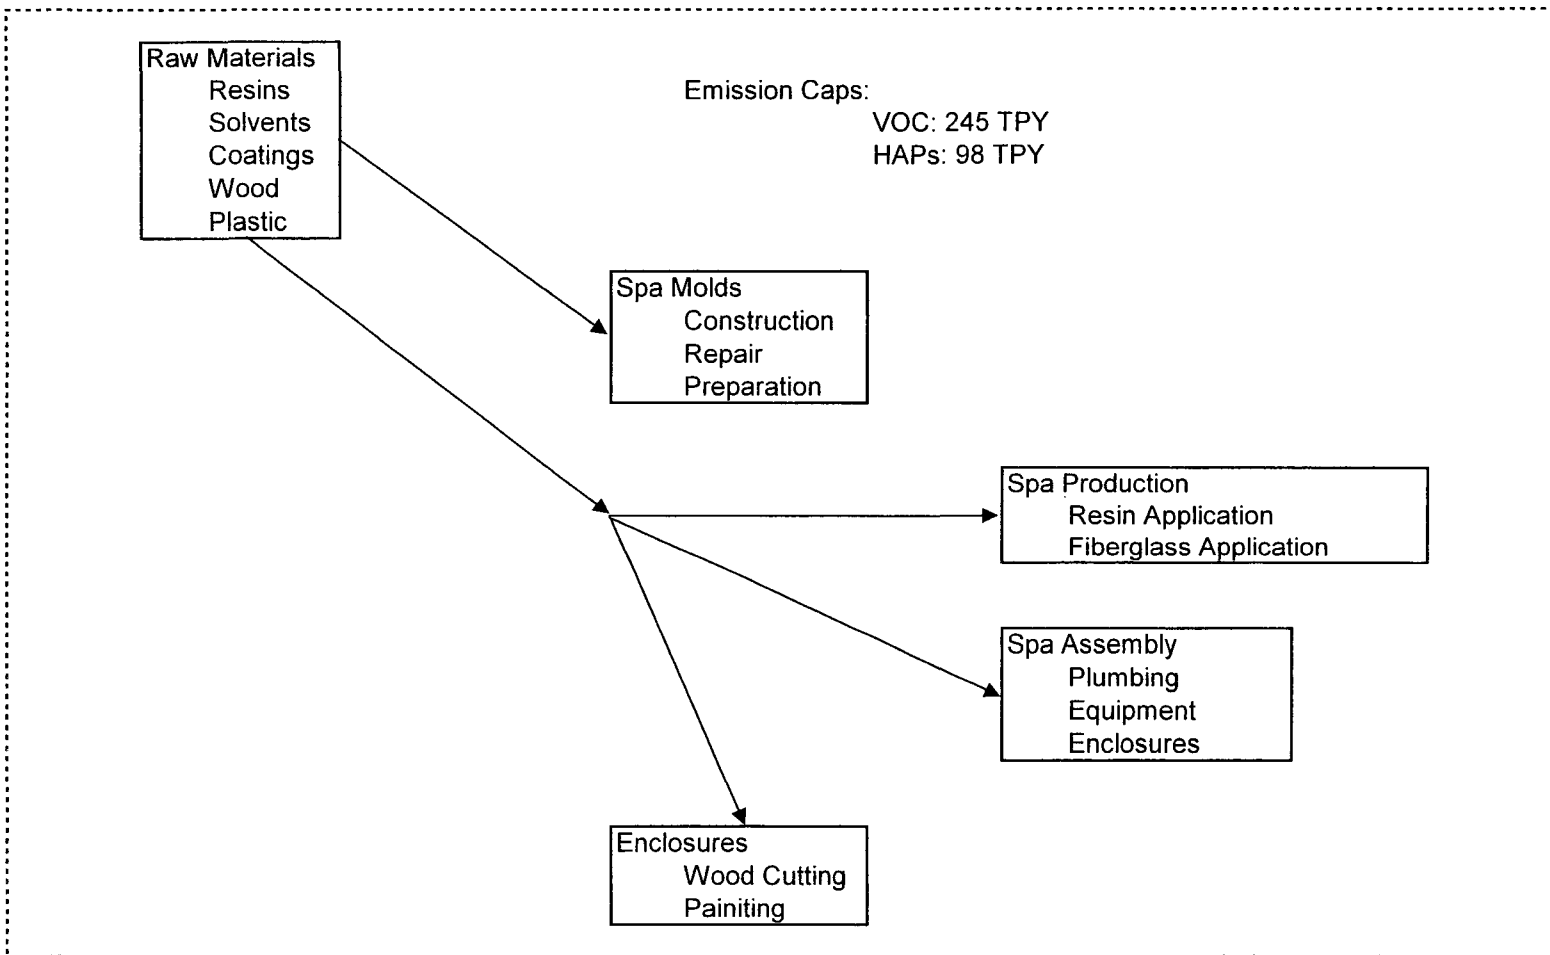 Raw Materials
Resins
Solvents
Coatings
Wood
Plastic
Emission Caps:
VOC: 245 TPY
HAPs: 98 TPY
Spa Molds
Construction
Repair
Preparation
Spa Production
Resin Application
Fiberglass Application
Spa Assembly
Plumbing
Equipment
Enclosures
Enclosures
Wood Cutting
Painiting